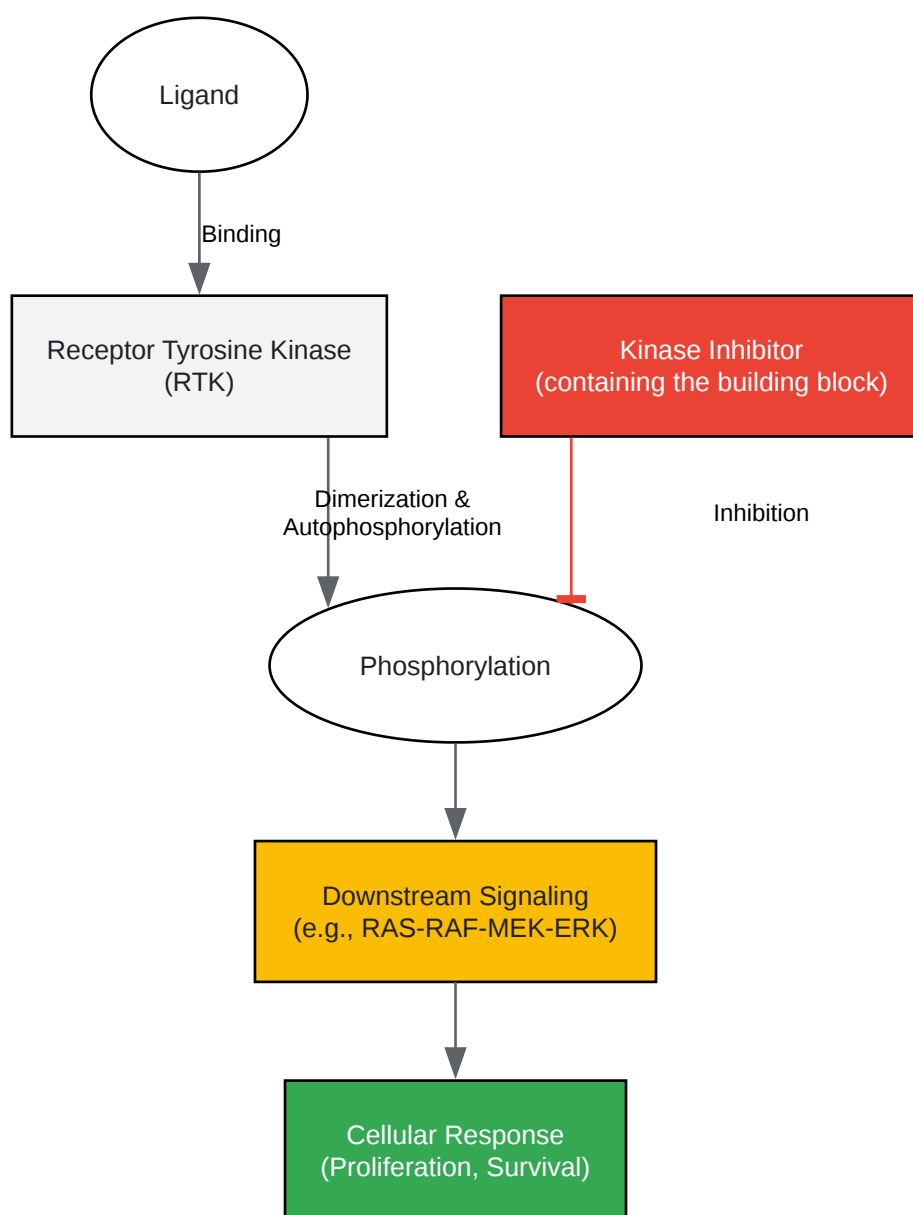 Ligand
Binding
Receptor Tyrosine Kinase
(RTK)
Kinase Inhibitor
(containing the building block)
Dimerization &
Autophosphorylation
Inhibition
Phosphorylation
Downstream Signaling
(e.g., RAS-RAF-MEK-ERK)
Cellular Response
(Proliferation, Survival)